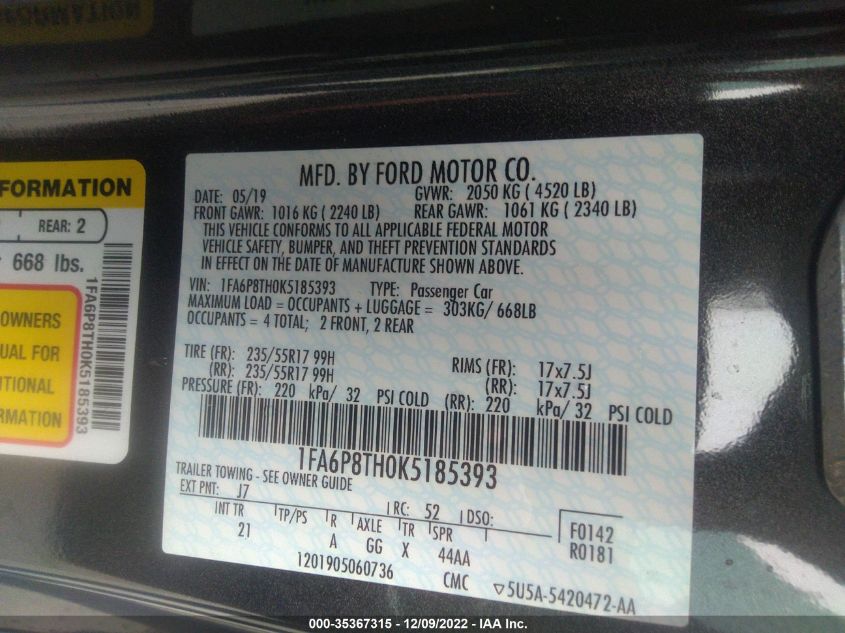 FORMATION
REAR: 2
668 lbs.
OWNERS
UAL FOR
ITIONAL
RMATION
1FA6P8TH0K5185393
MFD. BY FORD MOTOR CO.
DATE: 05/19 GVWR: 2050 KG ( 4520 LB)
FRONT GAWR: 1016 KG ( 2240 LB) REAR GAWR: 1061 KG ( 2340 LB)
THIS VEHICLE CONFORMS TO ALL APPLICABLE FEDERAL MOTOR
VEHICLE SAFETY, BUMPER, AND THEFT PREVENTION STANDARDS
IN EFFECT ON THE DATE OF MANUFACTURE SHOWN ABOVE.
VIN: 1FA6P8TH0K5185393 TYPE: Passenger Car
MAXIMUM LOAD = OCCUPANTS + LUGGAGE = 303KG/ 668LB
OCCUPANTS = 4 TOTAL; 2 FRONT, 2 REAR
TIRE (FR): 235/55R17 99H RIMS (FR): 17x7.5J
(RR): 235/55R17 99H (RR): 17x7.5J
PRESSURE (FR): 220 kPa/ 32 PSI COLD (RR): 220 kPa/ 32 PSI COLD
1FA6P8TH0K5185393
TRAILER TOWING - SEE OWNER GUIDE
EXT PNT: J7 RC: 52 DSO:
INT TR TP/PS R AXLE TR SPR F0142
21 A GG X 44AA R0181
1201905060736 CMC 5U5A-5420472-AA
000-35367315 - 12/09/2022 - IAA Inc.